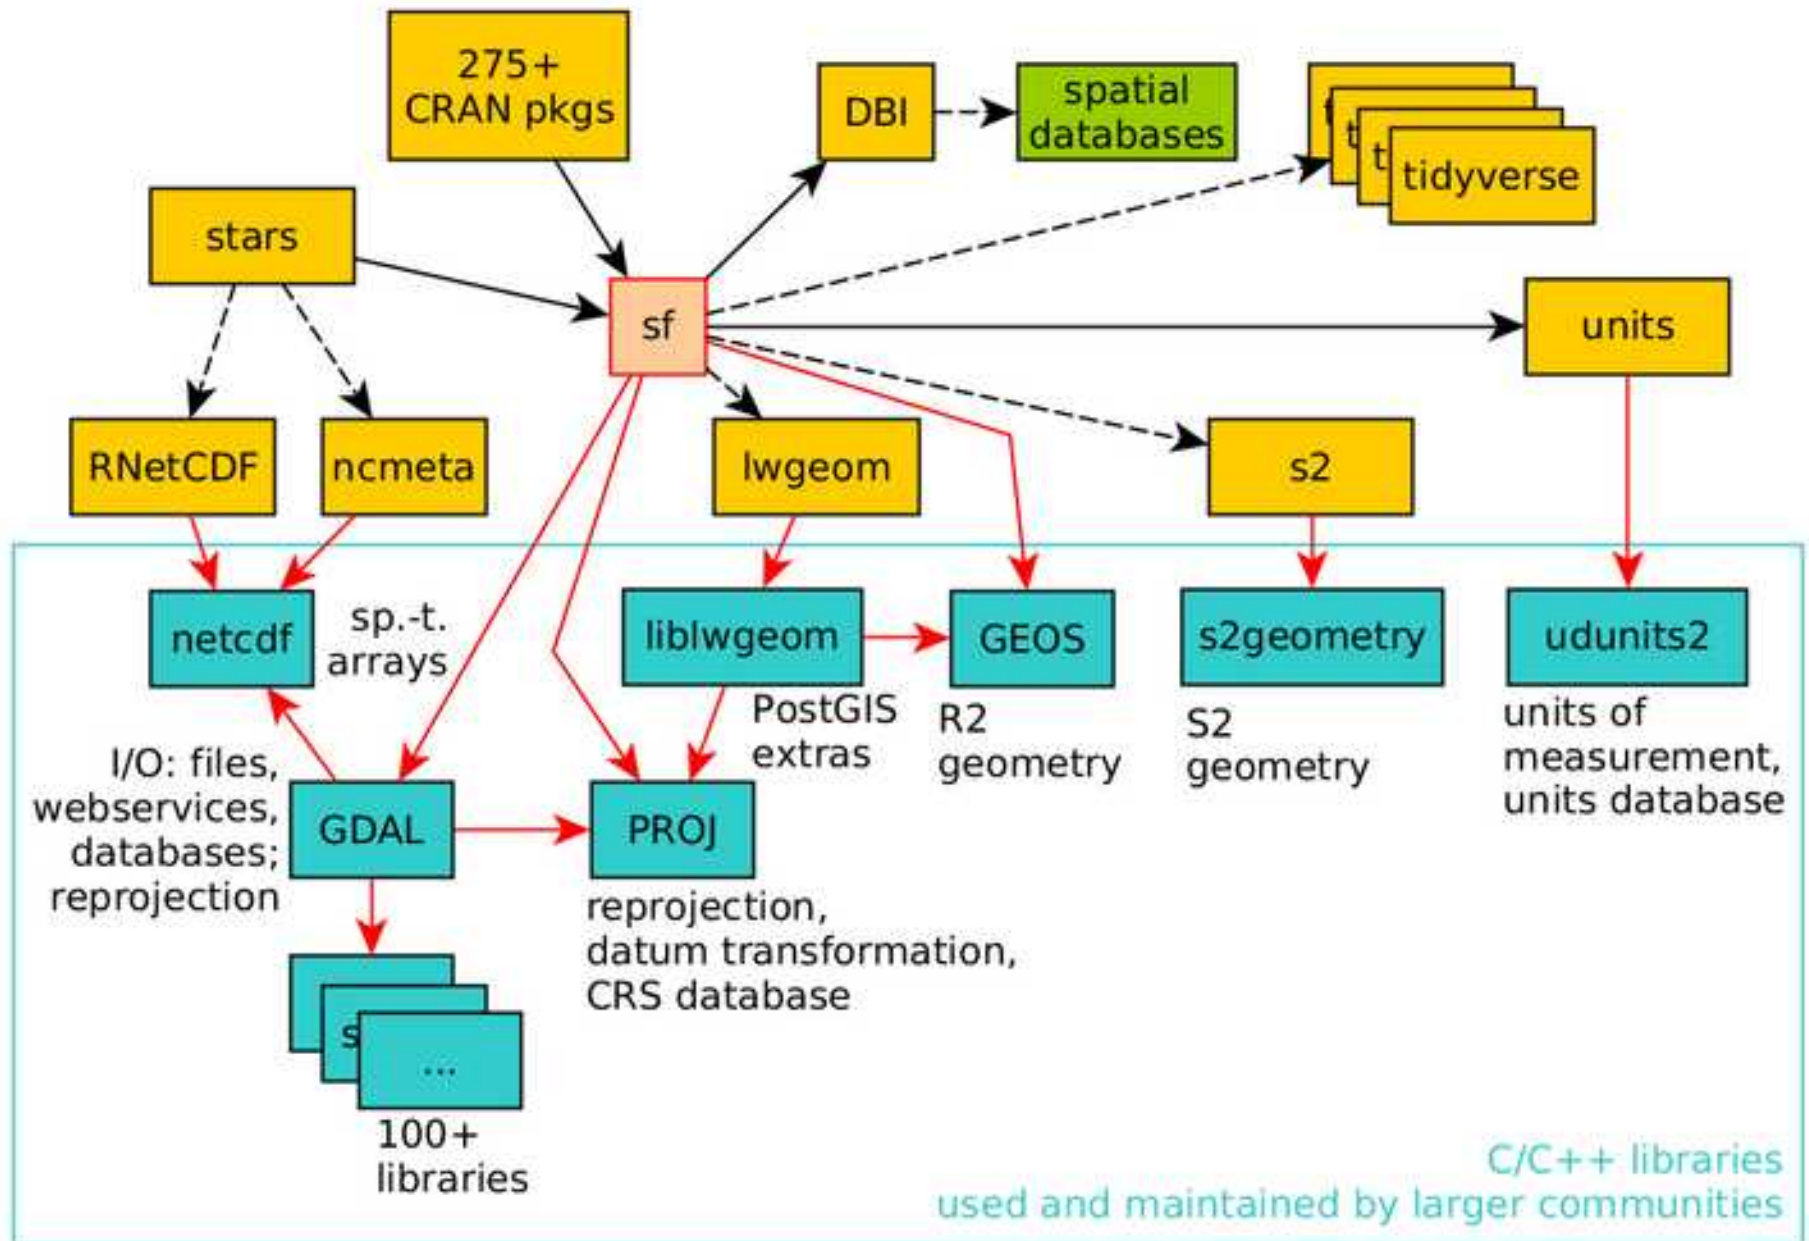 275+
CRAN pkgs
DBI
spatial
databases
t
t
tidyverse
stars
sf
units
RNetCDF
ncmeta
lwgeom
s2
netcdf
sp.-t.
arrays
liblwgeom
GEOS
s2geometry
udunits2
PostGIS
extras
R2
geometry
S2
geometry
units of
measurement,
units database
I/O: files,
webservices,
databases;
reprojection
GDAL
PROJ
reprojection,
datum transformation,
CRS database
s
...
100+
libraries
C/C++ libraries
used and maintained by larger communities